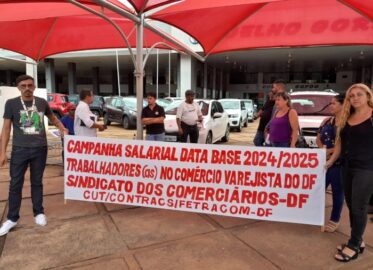 CAMPANHA SALARIAL DATA BASE 2024/2025
TRABALHADORES (as) NO COMÉRCIO VAREJISTA DO DF
SINDICATO DOS COMERCIÁRIOS-DF
CUT/CONTRACS/FETRACOM-DF